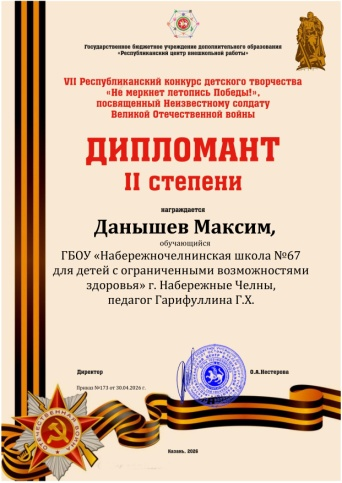 Государственное бюджетное учреждение дополнительного образования
«Республиканский центр внешкольной работы»
VII Республиканский конкурс детского творчества
«Не меркнет летопись Победы!»,
посвященный Неизвестному солдату
Великой Отечественной войны
ДИПЛОМАНТ
II степени
награждается
Данышев Максим,
обучающийся
ГБОУ «Набережночелнинская школа №67
для детей с ограниченными возможностями
здоровья» г. Набережные Челны,
педагог Гарифуллина Г.Х.
Директор
О.А.Нестерова
Приказ №173 от 30.04.2026 г.
Казань, 2026